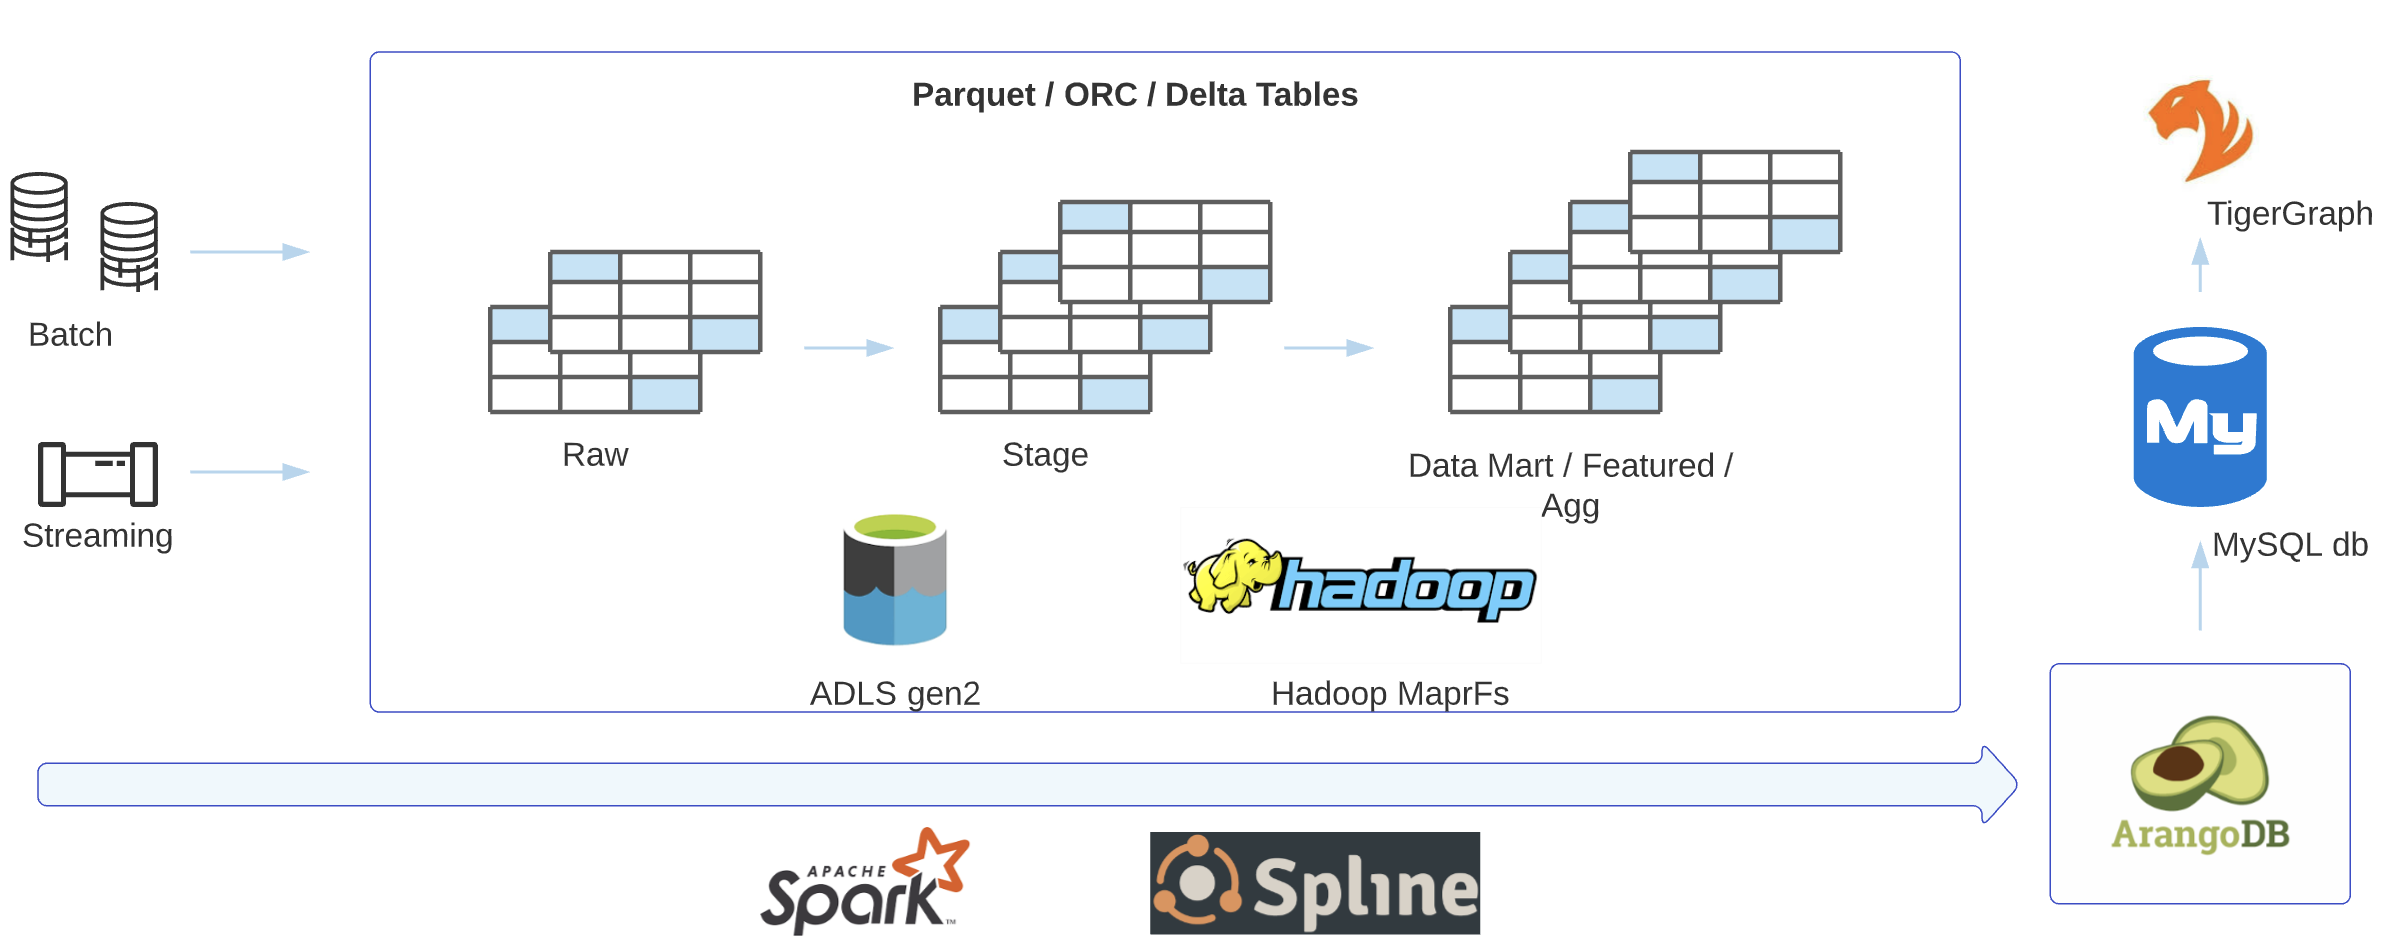 Parquet / ORC / Delta Tables
Batch
Streaming
Raw
Stage
Data Mart / Featured /
Agg
ADLS gen2
hadoop
Hadoop MaprFs
TigerGraph
My
MySQL db
ArangoDB
APACHE
Spark™
Spline